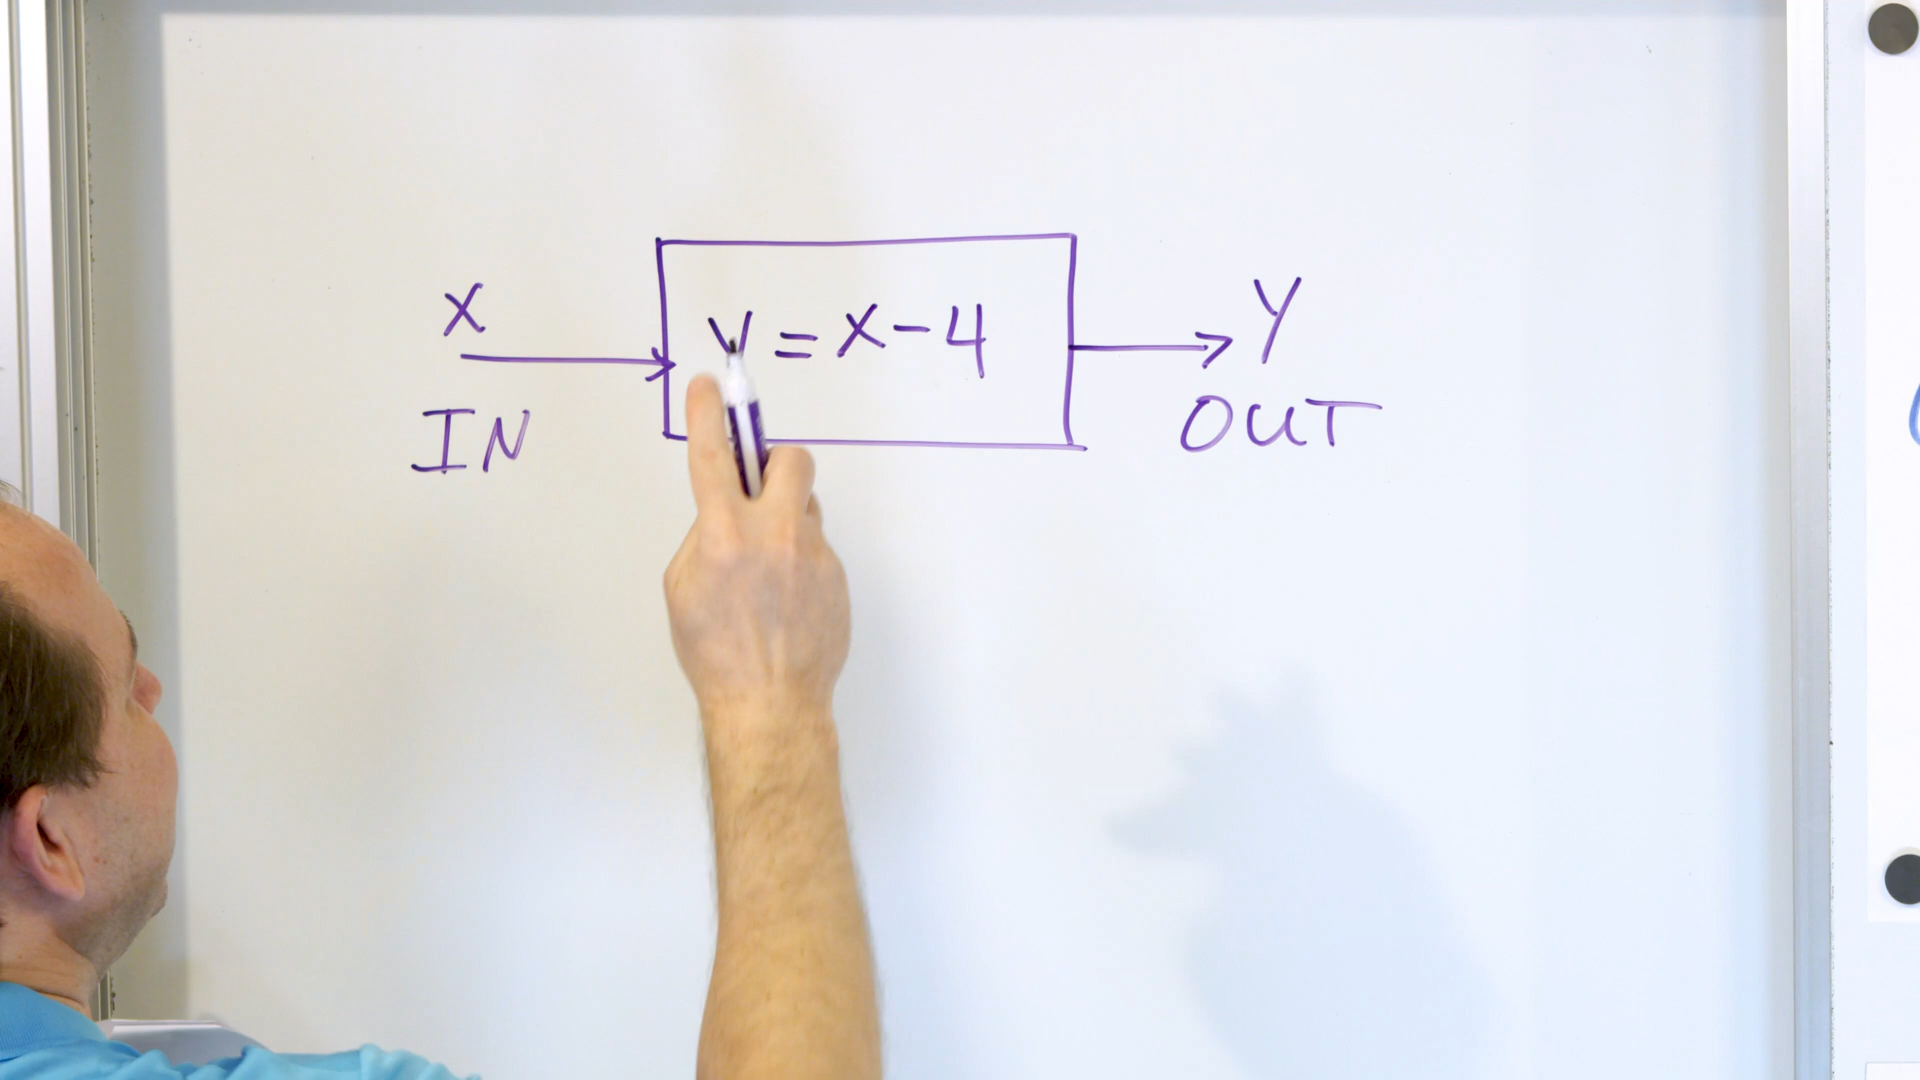 X
y = x - 4
Y
IN
OUT